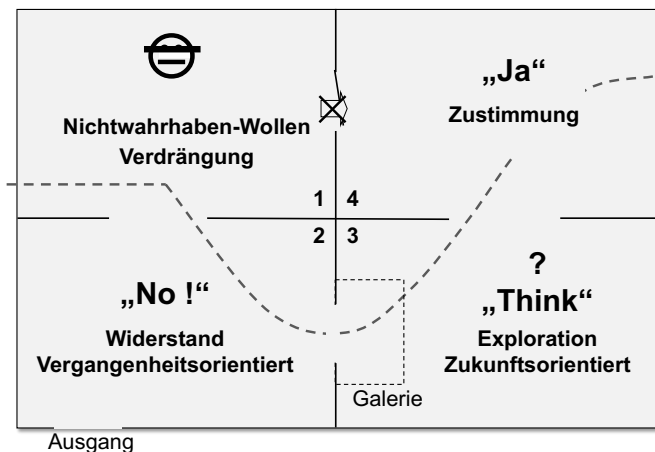 Nichtwahrhaben-Wollen
Verdrängung
„Ja“
Zustimmung
1 4
2 3
„No !“
Widerstand
Vergangenheitsorientiert
?
„Think“
Exploration
Zukunftsorientiert
Galerie
Ausgang